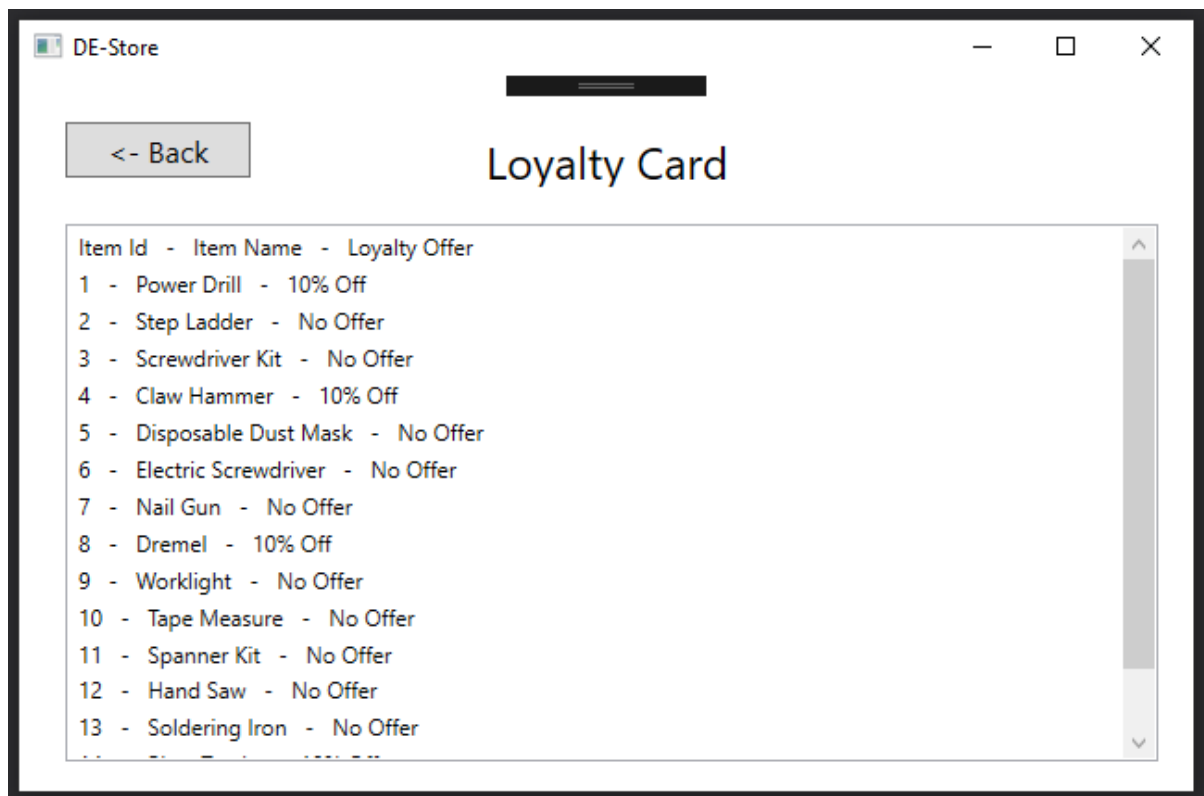 DE-Store
<- Back
Loyalty Card
Item Id - Item Name - Loyalty Offer
1 - Power Drill - 10% Off
2 - Step Ladder - No Offer
3 - Screwdriver Kit - No Offer
4 - Claw Hammer - 10% Off
5 - Disposable Dust Mask - No Offer
6 - Electric Screwdriver - No Offer
7 - Nail Gun - No Offer
8 - Dremel - 10% Off
9 - Worklight - No Offer
10 - Tape Measure - No Offer
11 - Spanner Kit - No Offer
12 - Hand Saw - No Offer
13 - Soldering Iron - No Offer